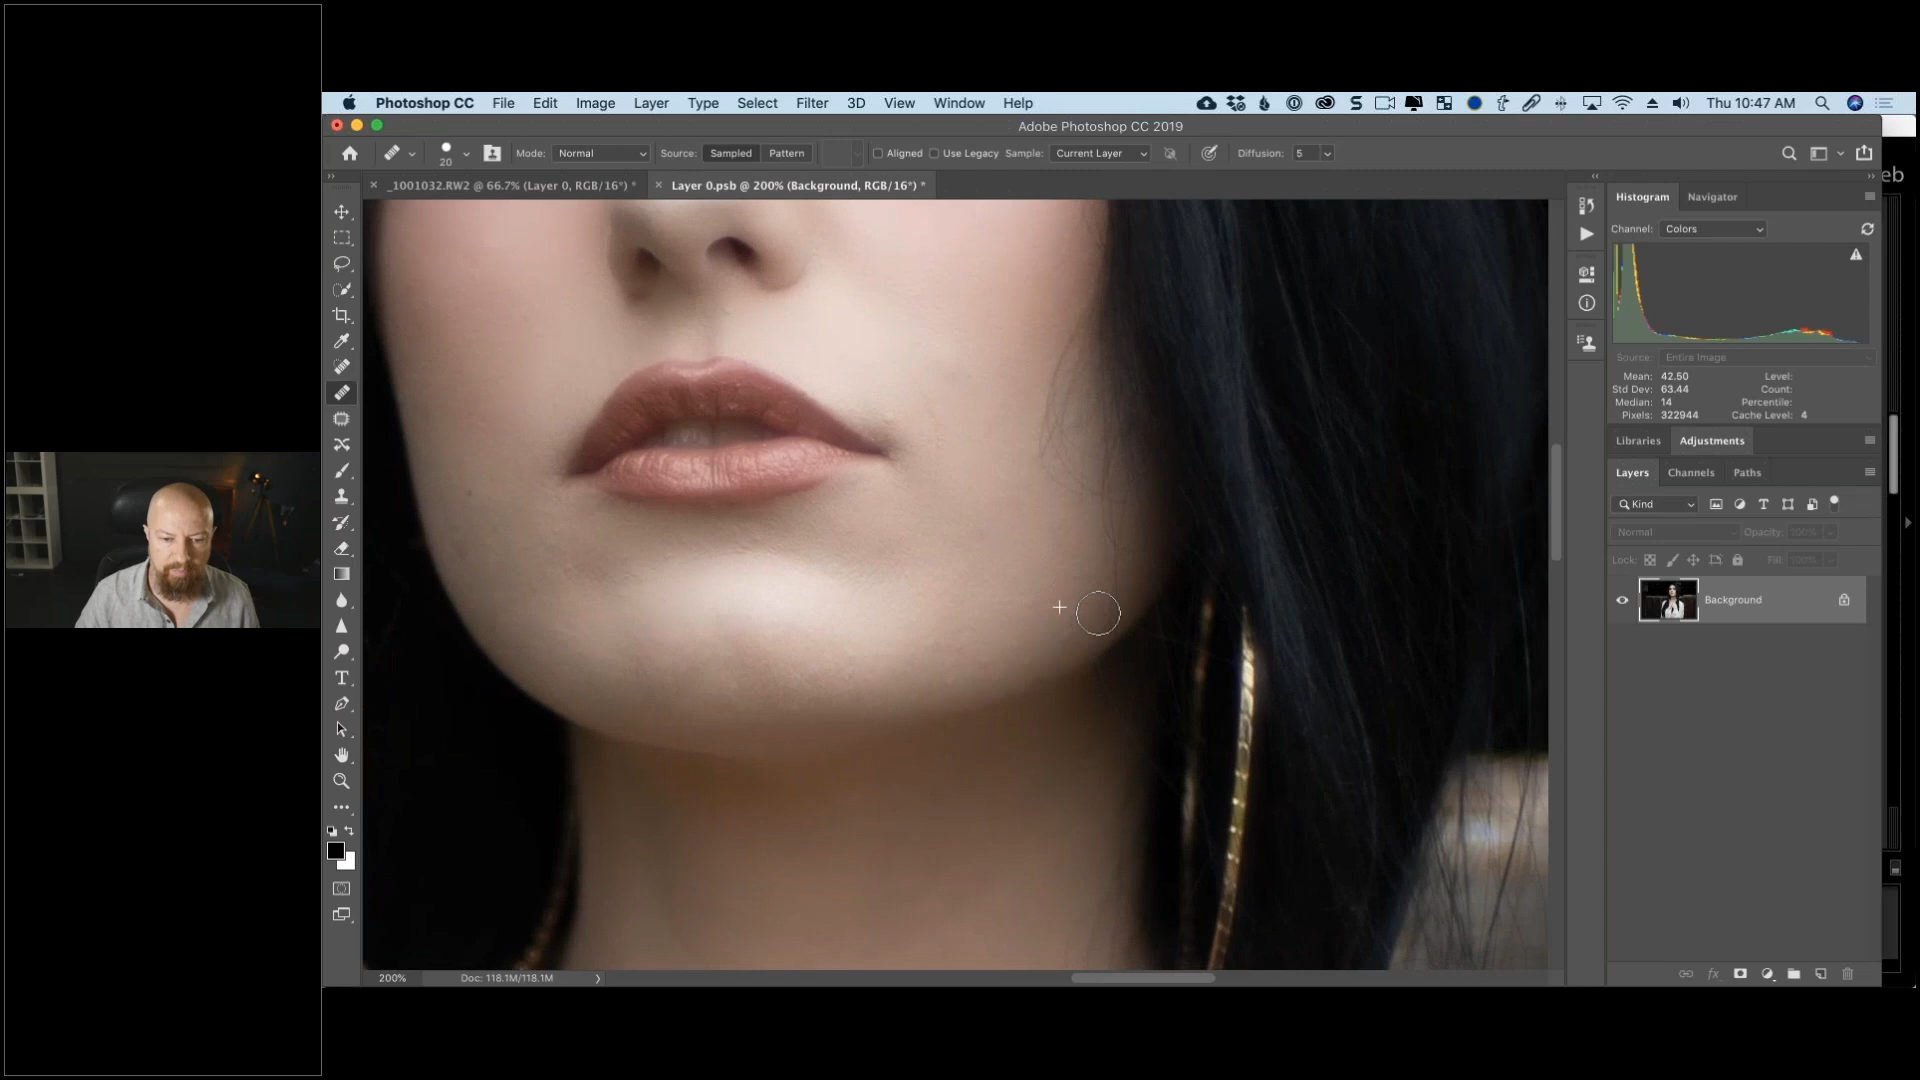 Photoshop CC File Edit Image Layer Type Select Filter 3D View Window Help Thu 10:47 AM
Adobe Photoshop CC 2019
20 Mode: Normal Source: Sampled Pattern Aligned Use Legacy Sample: Current Layer Diffusion: 5
_1001032.RW2 @ 66.7% (Layer 0, RGB/16*) * Layer 0.psb @ 200% (Background, RGB/16*) *
eb
Histogram Navigator
Channel: Colors
Source: Entire Image
Mean: 42.50 Level:
Std Dev: 63.44 Count:
Median: 14 Percentile:
Pixels: 322944 Cache Level: 4
Libraries Adjustments
Layers Channels Paths
Kind
Normal Opacity: 100%
Lock: Fill: 100%
Background
200% Doc: 118.1M/118.1M
fx